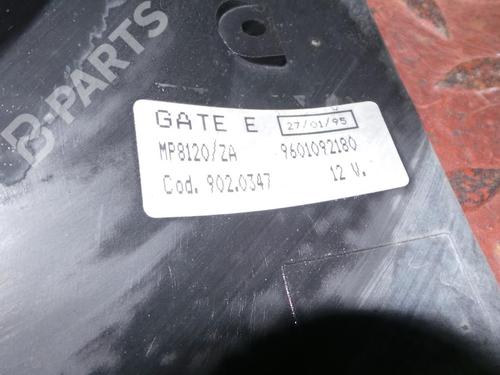 B-PARTS
GATE E 27/01/95
MP8120/ZA 9601092180
Cod. 902.0347 12 V.